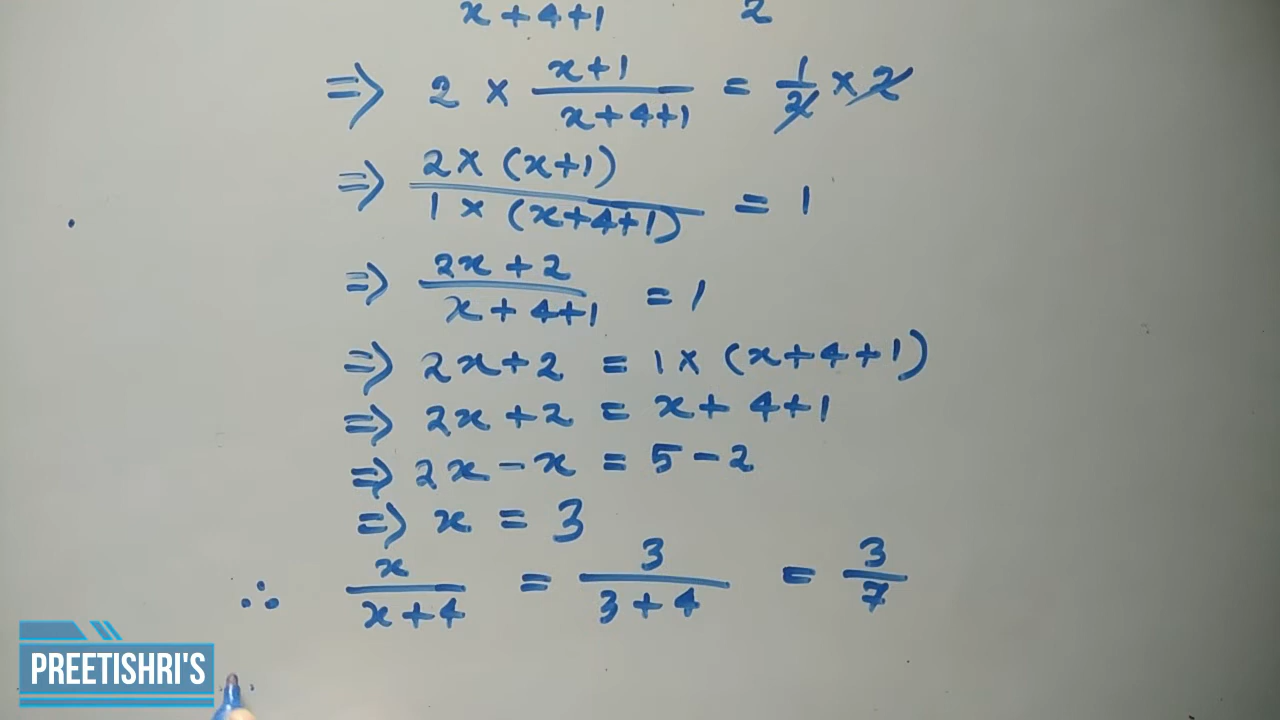 x+4+1 2
=> 2 × x+1 / x+4+1 = 1/2 × 2
=> 2×(x+1) / 1×(x+4+1) = 1
=> 2x+2 / x+4+1 = 1
=> 2x+2 = 1×(x+4+1)
=> 2x+2 = x+4+1
=> 2x-x = 5-2
=> x = 3
∴ x / x+4 = 3 / 3+4 = 3/7
PREETISHRI'S